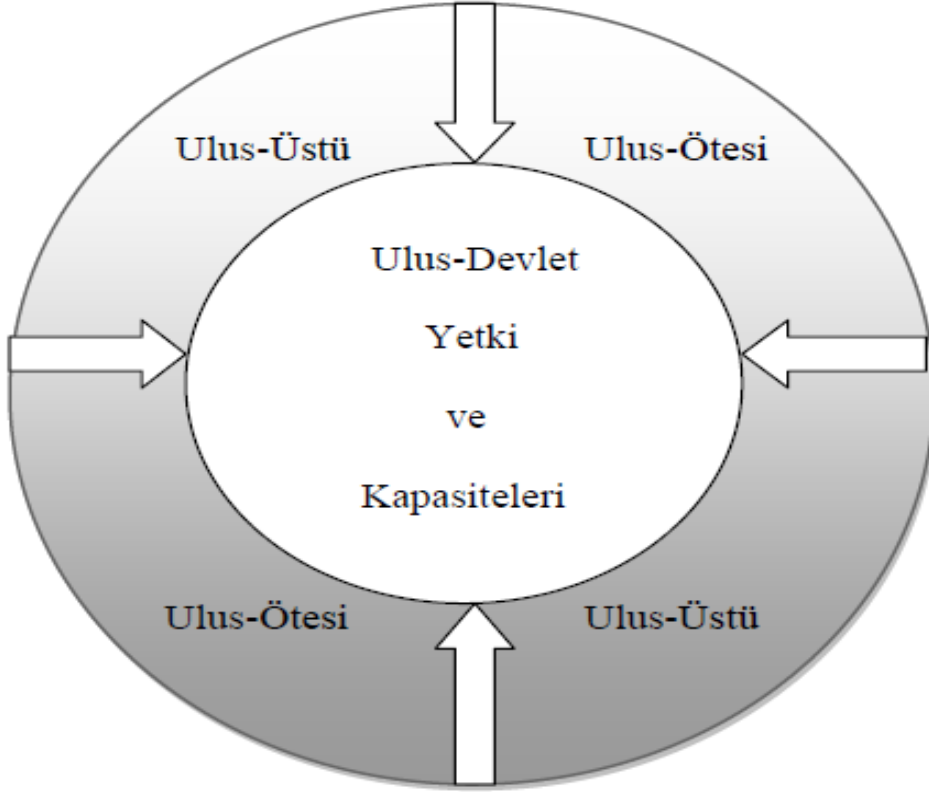 Ulus-Üstü
Ulus-Ötesi
Ulus-Devlet
Yetki
ve
Kapasiteleri
Ulus-Ötesi
Ulus-Üstü